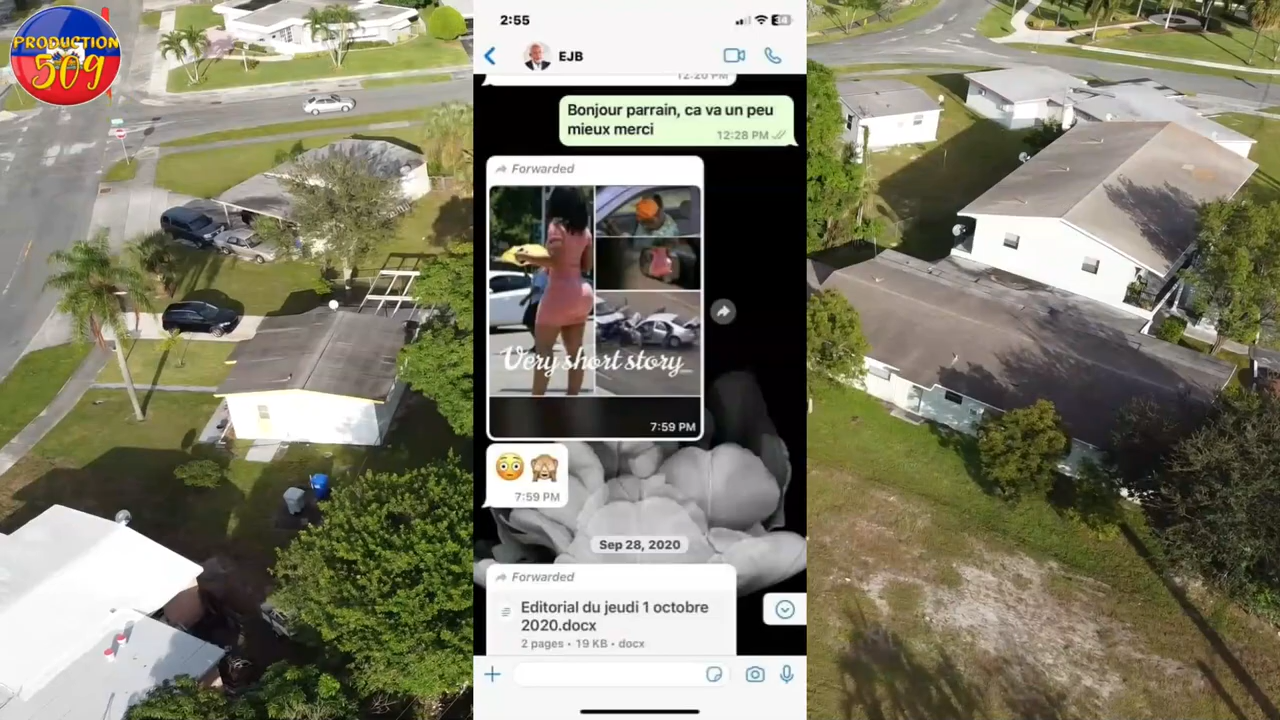 PRODUCTION
509
2:55
34
EJB
12:26 PM
Bonjour parrain, ca va un peu
mieux merci
12:28 PM
Forwarded
Very short story
7:59 PM
7:59 PM
Sep 28, 2020
Forwarded
Editorial du jeudi 1 octobre
2020.docx
2 pages • 19 KB • docx